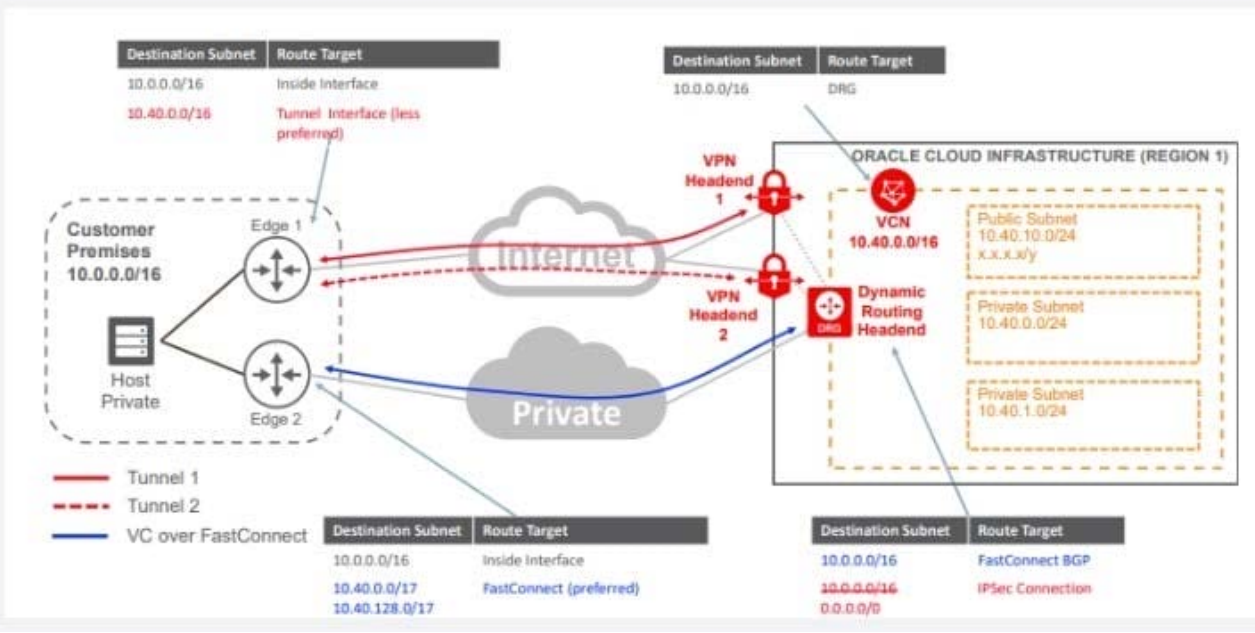 Destination Subnet Route Target
10.0.0.0/16 Inside Interface
10.40.0.0/16 Tunnel Interface (less
preferred)
Destination Subnet Route Target
10.0.0.0/16 DRG
ORACLE CLOUD INFRASTRUCTURE (REGION 1)
VPN
Headend
1
VCN
10.40.0.0/16
Public Subnet
10.40.10.0/24
x.x.x.x/y
Customer
Premises
10.0.0.0/16
Edge 1
Internet
VPN
Headend
2
DRG
Dynamic
Routing
Headend
Private Subnet
10.40.0.0/24
Host
Private
Edge 2
Private
Private Subnet
10.40.1.0/24
Tunnel 1
Tunnel 2
VC over FastConnect
Destination Subnet Route Target
10.0.0.0/16 Inside Interface
10.40.0.0/17 FastConnect (preferred)
10.40.128.0/17
Destination Subnet Route Target
10.0.0.0/16 FastConnect BGP
10.0.0.0/16 IPSec Connection
0.0.0.0/0